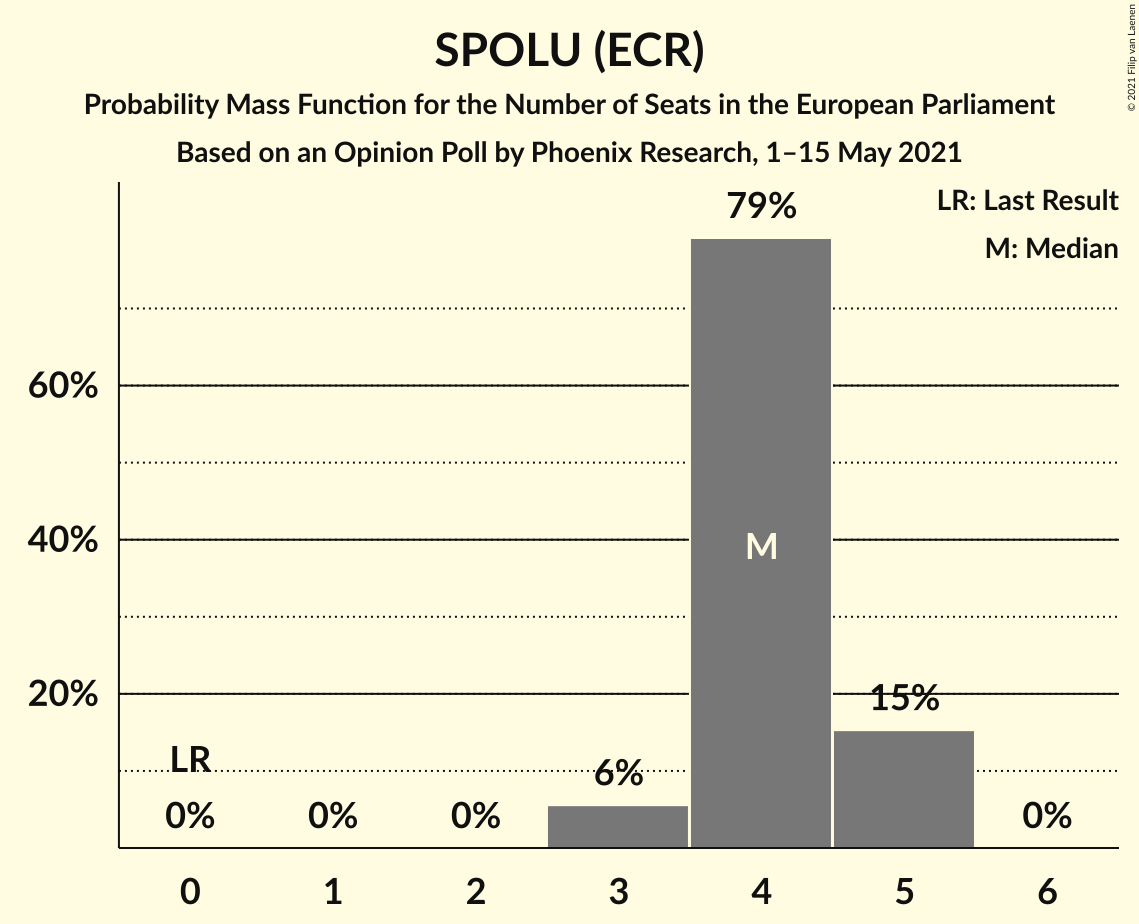 SPOLU (ECR)
Probability Mass Function for the Number of Seats in the European Parliament
Based on an Opinion Poll by Phoenix Research, 1–15 May 2021
© 2021 Filip van Laenen
LR: Last Result
M: Median
79%
60%
40%
M
20%
15%
LR
6%
0% 0% 0% 0%
0 1 2 3 4 5 6